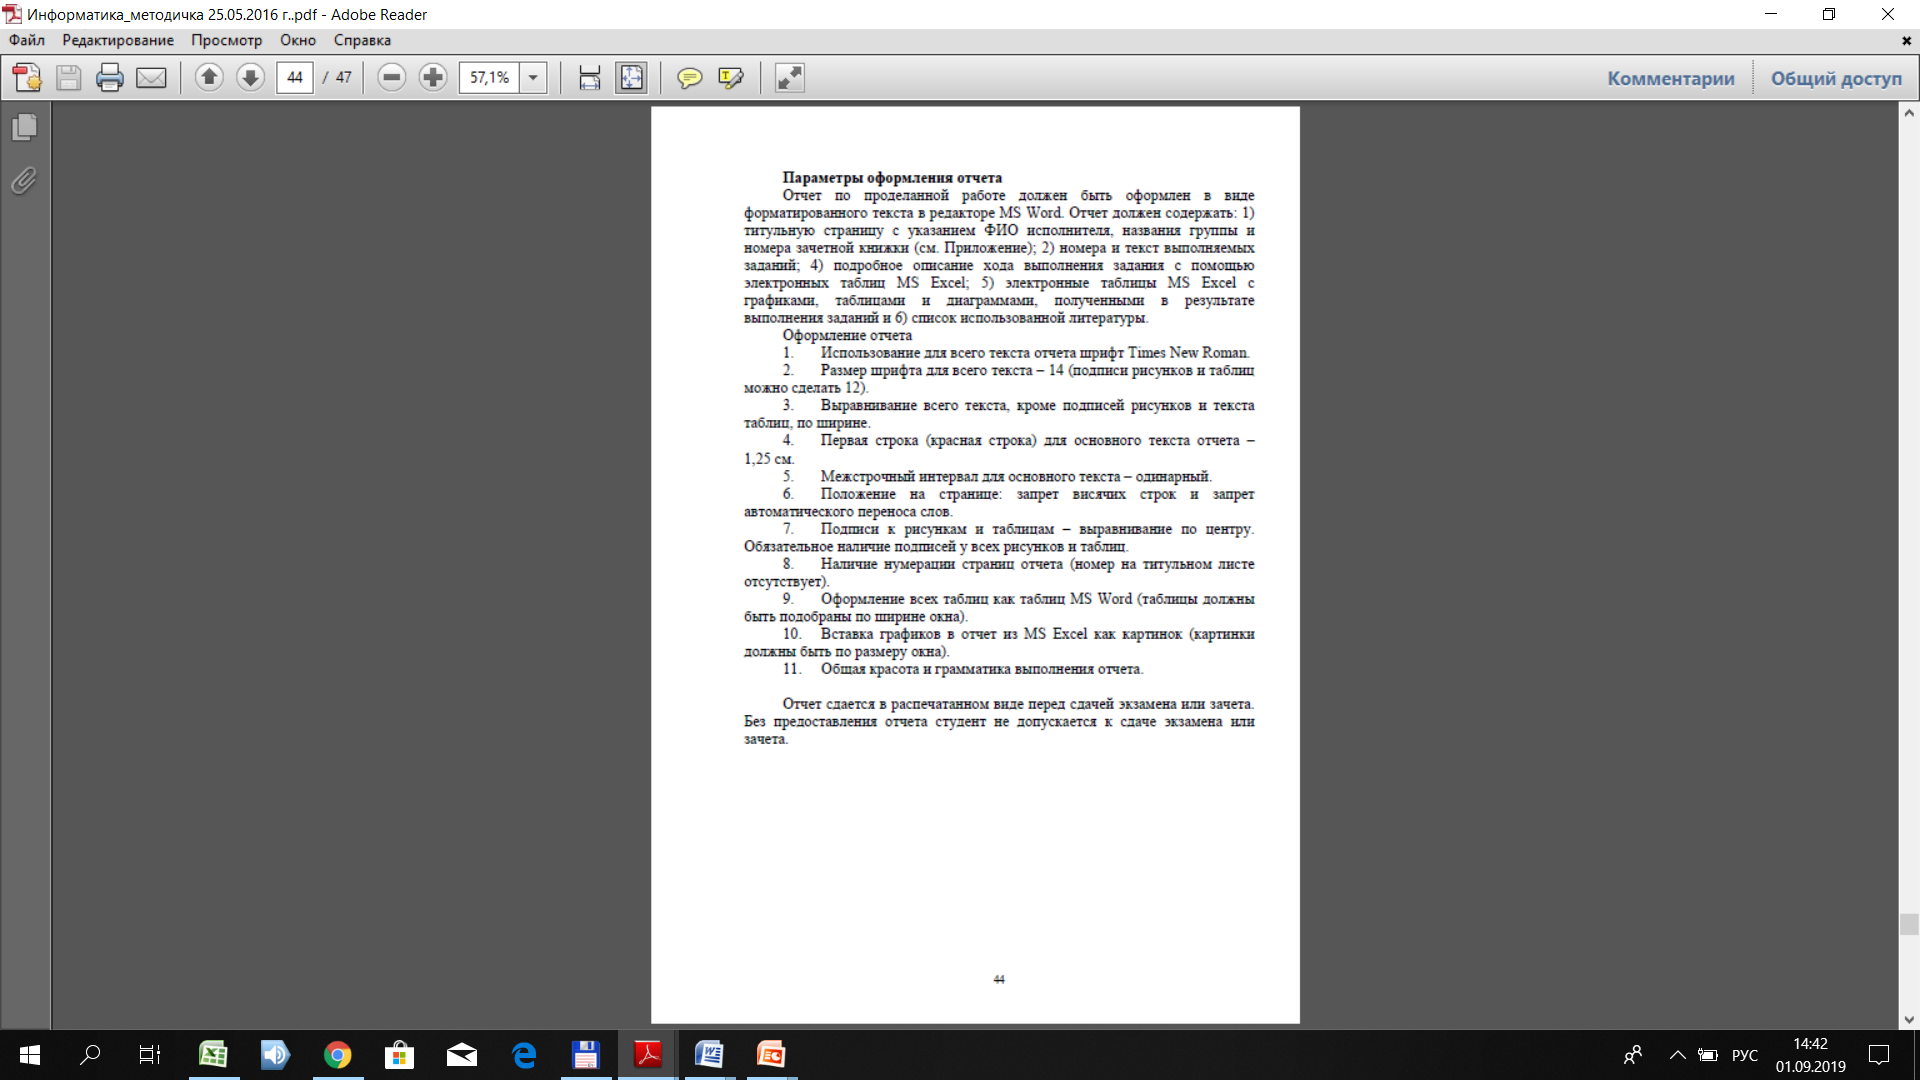 Информатика_методичка 25.05.2016 г..pdf - Adobe Reader
Файл Редактирование Просмотр Окно Справка
44 / 47 57,1% Комментарии Общий доступ
Параметры оформления отчета
Отчет по проделанной работе должен быть оформлен в виде
форматированного текста в редакторе MS Word. Отчет должен содержать: 1)
титульную страницу с указанием ФИО исполнителя, названия группы и
номера зачетной книжки (см. Приложение); 2) номера и текст выполняемых
заданий; 4) подробное описание хода выполнения задания с помощью
электронных таблиц MS Excel; 5) электронные таблицы MS Excel с
графиками, таблицами и диаграммами, полученными в результате
выполнения заданий и 6) список использованной литературы.
Оформление отчета
1. Использование для всего текста отчета шрифт Times New Roman.
2. Размер шрифта для всего текста – 14 (подписи рисунков и таблиц
можно сделать 12).
3. Выравнивание всего текста, кроме подписей рисунков и текста
таблиц, по ширине.
4. Первая строка (красная строка) для основного текста отчета –
1,25 см.
5. Межстрочный интервал для основного текста – одинарный.
6. Положение на странице: запрет висячих строк и запрет
автоматического переноса слов.
7. Подписи к рисункам и таблицам – выравнивание по центру.
Обязательное наличие подписей у всех рисунков и таблиц.
8. Наличие нумерации страниц отчета (номер на титульном листе
отсутствует).
9. Оформление всех таблиц как таблиц MS Word (таблицы должны
быть подобраны по ширине окна).
10. Вставка графиков в отчет из MS Excel как картинок (картинки
должны быть по размеру окна).
11. Общая красота и грамматика выполнения отчета.
Отчет сдается в распечатанном виде перед сдачей экзамена или зачета.
Без предоставления отчета студент не допускается к сдаче экзамена или
зачета.
44
РУС
14:42
01.09.2019